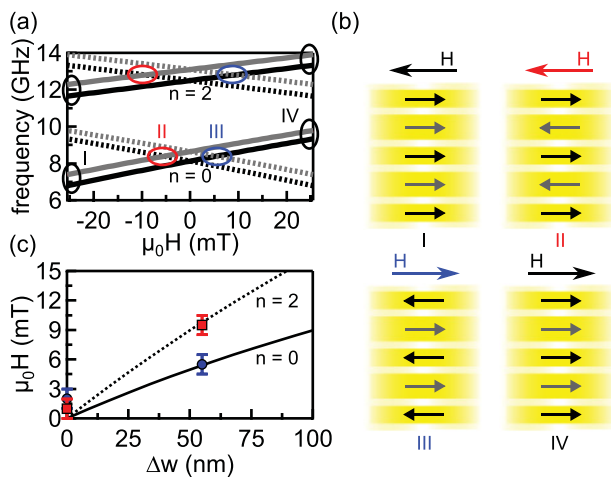 (a)
frequency (GHz)
14
12
10
8
6
n = 2
IV
II
III
I
n = 0
-20
-10
0
10
20
μ₀H (mT)
(b)
H
H
I
II
H
H
III
IV
(c)
μ₀H (mT)
15
12
9
6
3
0
n = 2
n = 0
0
25
50
75
100
Δw (nm)